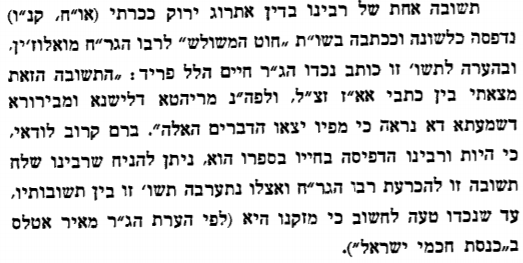 תשובה אחת של רבינו בדין אתרוג ירוק ככרתי (או״ח, קנ״ו)
נדפסה כלשונה וככתבה בשו״ת „חוט המשולש" לרבו הגר״ח מואלוז׳ין,
ובהערה לתשו׳ זו כותב נכדו הגר״ח הלל פריד: „התשובה הזאת
מצאתי בין כתבי אא״ז זצ״ל, ולפה״נ מריהטא דלישנא ומבירורא
דשמעתא דא נראה כי מפיו יצאו הדברים האלה". ברם קרוב לודאי,
כי היות ורבינו הדפיסה בחייו בספרו הוא, ניתן להניח שרבינו שלח
תשובה זו להכרעת רבו הגר״ח ואצלו נתערבה תשו׳ זו בין תשובותיו,
עד שנכדו טעה לחשוב כי מזקנו היא (לפי הערת הג״ר מאיר אטלס
ב„כנסת חכמי ישראל").